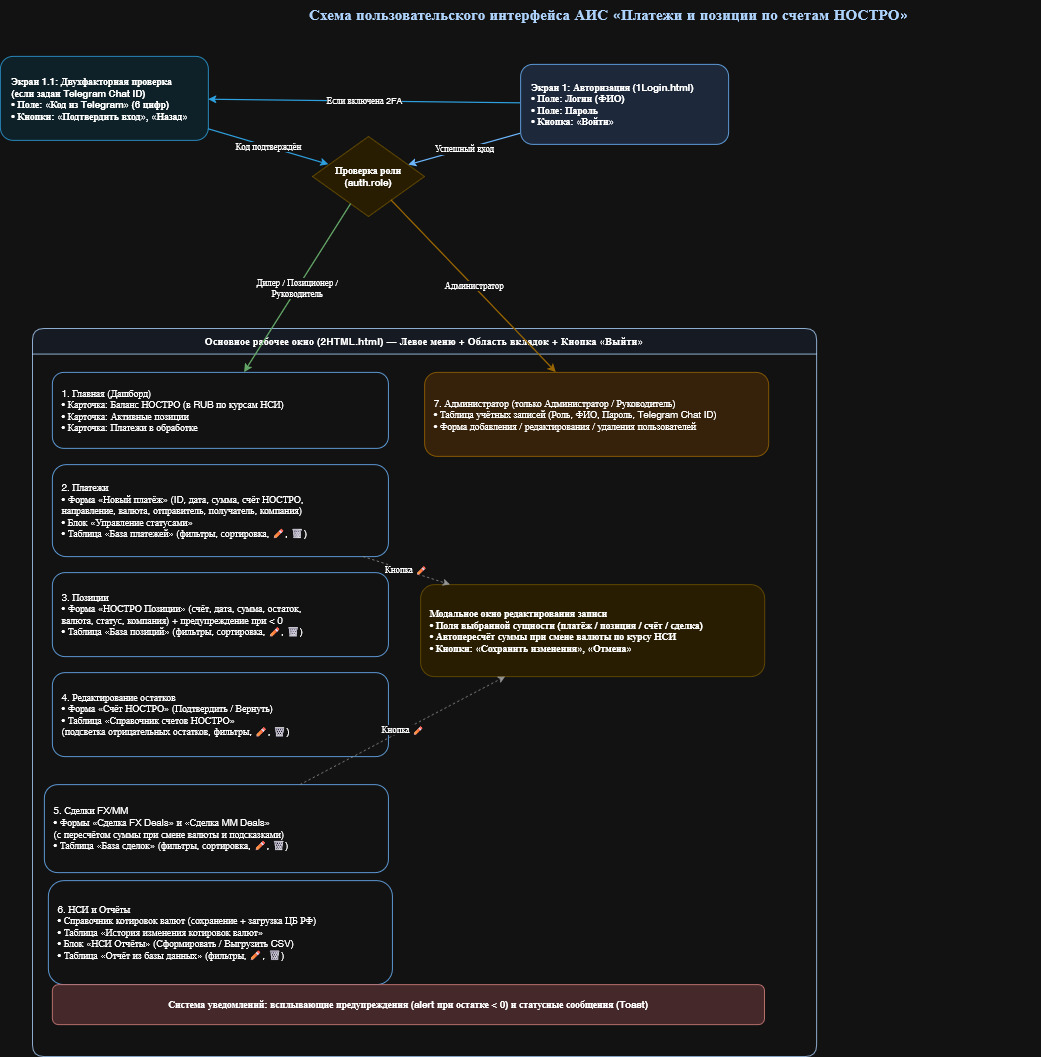 Схема пользовательского интерфейса АИС «Платежи и позиции по счетам НОСТРО»
Экран 1.1: Двухфакторная проверка
(если задан Telegram Chat ID)
• Поле: «Код из Telegram» (6 цифр)
• Кнопки: «Подтвердить вход», «Назад»
Если включена 2FA
Экран 1: Авторизация (1Login.html)
• Поле: Логин (ФИО)
• Поле: Пароль
• Кнопка: «Войти»
Код подтверждён
Успешный вход
Проверка роли
(auth.role)
Дилер / Позиционер /
Руководитель
Администратор
Основное рабочее окно (2HTML.html) — Левое меню + Область вкладок + Кнопка «Выйти»
1. Главная (Дашборд)
• Карточка: Баланс НОСТРО (в RUB по курсам НСИ)
• Карточка: Активные позиции
• Карточка: Платежи в обработке
7. Администратор (только Администратор / Руководитель)
• Таблица учётных записей (Роль, ФИО, Пароль, Telegram Chat ID)
• Форма добавления / редактирования / удаления пользователей
2. Платежи
• Форма «Новый платёж» (ID, дата, сумма, счёт НОСТРО,
направление, валюта, отправитель, получатель, компания)
• Блок «Управление статусами»
• Таблица «База платежей» (фильтры, сортировка, ✏️, 🗑️)
Кнопка ✏️
3. Позиции
• Форма «НОСТРО Позиции» (счёт, дата, сумма, остаток,
валюта, статус, компания) + предупреждение при < 0
• Таблица «База позиций» (фильтры, сортировка, ✏️, 🗑️)
Модальное окно редактирования записи
• Поля выбранной сущности (платёж / позиция / счёт / сделка)
• Автопересчёт суммы при смене валюты по курсу НСИ
• Кнопки: «Сохранить изменения», «Отмена»
4. Редактирование остатков
• Форма «Счёт НОСТРО» (Подтвердить / Вернуть)
• Таблица «Справочник счетов НОСТРО»
(подсветка отрицательных остатков, фильтры, ✏️, 🗑️)
Кнопка ✏️
5. Сделки FX/MM
• Формы «Сделка FX Deals» и «Сделка MM Deals»
(с пересчётом суммы при смене валюты и подсказками)
• Таблица «База сделок» (фильтры, сортировка, ✏️, 🗑️)
6. НСИ и Отчёты
• Справочник котировок валют (сохранение + загрузка ЦБ РФ)
• Таблица «История изменения котировок валют»
• Блок «НСИ Отчёты» (Сформировать / Выгрузить CSV)
• Таблица «Отчёт из базы данных» (фильтры, ✏️, 🗑️)
Система уведомлений: всплывающие предупреждения (alert при остатке < 0) и статусные сообщения (Toast)